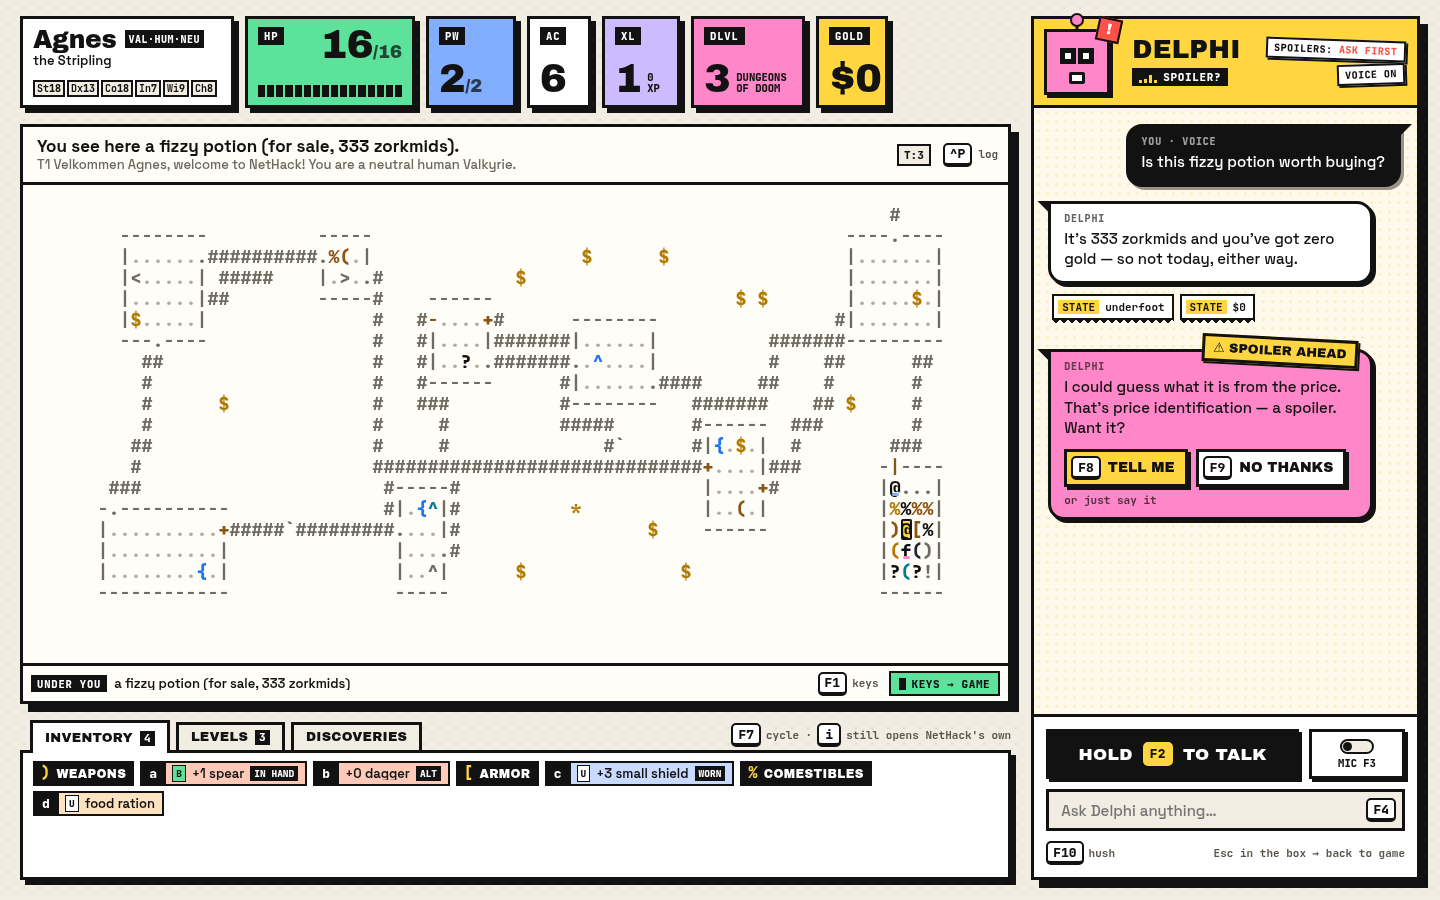 Agnes VAL·HUM·NEU
the Stripling
St18 Dx13 Co18 In7 Wi9 Ch8
HP 16/16
PW 2/2
AC 6
XL 1 0 XP
DLVL 3 DUNGEONS OF DOOM
GOLD $0
You see here a fizzy potion (for sale, 333 zorkmids).
T1 Velkommen Agnes, welcome to NetHack! You are a neutral human Valkyrie.
T:3 ^P log
UNDER YOU a fizzy potion (for sale, 333 zorkmids)
F1 keys KEYS → GAME
INVENTORY 4 LEVELS 3 DISCOVERIES
F7 cycle · i still opens NetHack's own
) WEAPONS a B +1 spear IN HAND b +0 dagger ALT [ ARMOR c U +3 small shield WORN % COMESTIBLES
d U food ration
! DELPHI
SPOILER?
SPOILERS: ASK FIRST
VOICE ON
YOU · VOICE
Is this fizzy potion worth buying?
DELPHI
It's 333 zorkmids and you've got zero
gold — so not today, either way.
STATE underfoot STATE $0
⚠ SPOILER AHEAD
DELPHI
I could guess what it is from the price.
That's price identification — a spoiler.
Want it?
F8 TELL ME F9 NO THANKS
or just say it
HOLD F2 TO TALK
MIC F3
Ask Delphi anything… F4
F10 hush Esc in the box → back to game